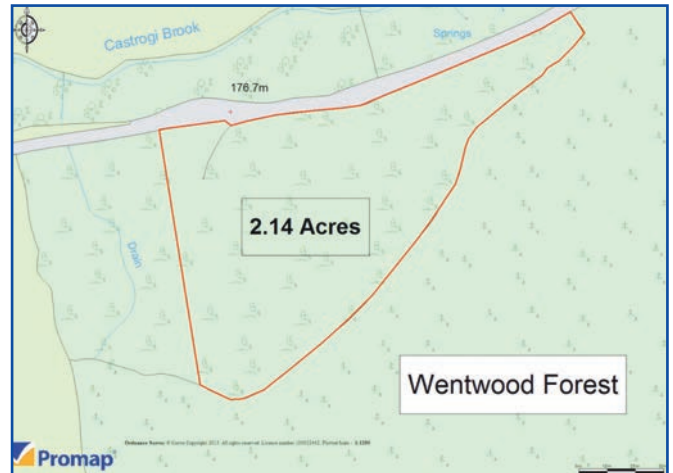 Castrogi Brook
Springs
176.7m
2.14 Acres
Drain
Wentwood Forest
Promap